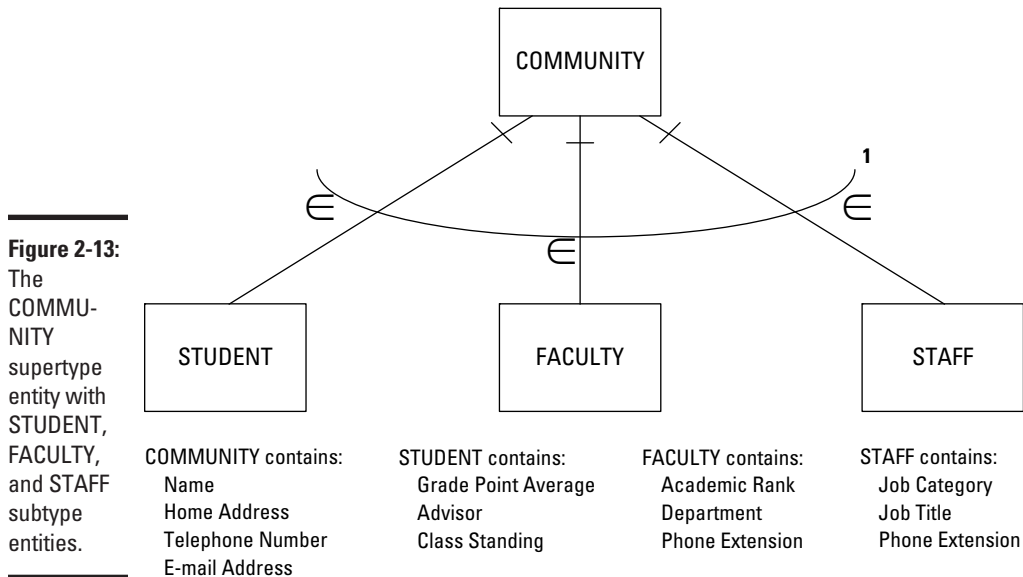 COMMUNITY
1
∈
∈
∈
Figure 2-13:
The
COMMU-
NITY
supertype
entity with
STUDENT,
FACULTY,
and STAFF
subtype
entities.
STUDENT
FACULTY
STAFF
COMMUNITY contains:
Name
Home Address
Telephone Number
E-mail Address
STUDENT contains:
Grade Point Average
Advisor
Class Standing
FACULTY contains:
Academic Rank
Department
Phone Extension
STAFF contains:
Job Category
Job Title
Phone Extension